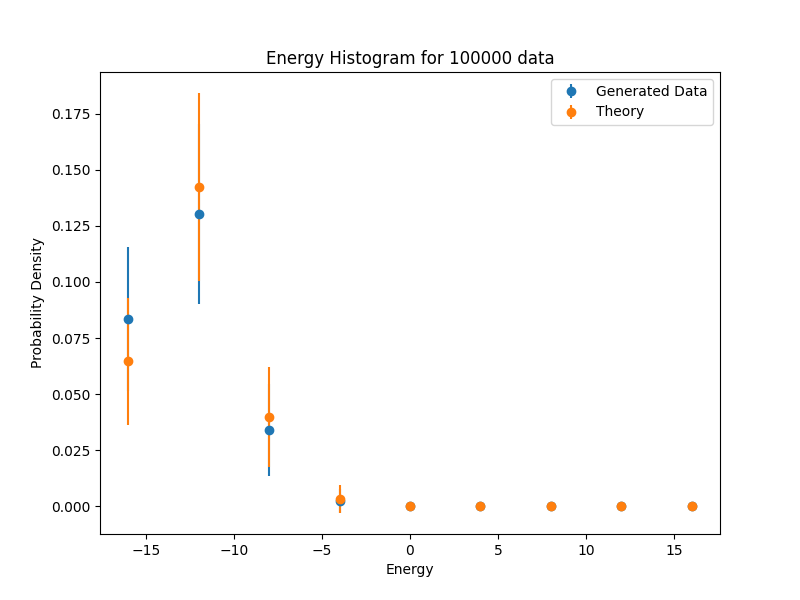 Energy Histogram for 100000 data
Generated Data
Theory
0.175
0.150
0.125
0.100
0.075
0.050
0.025
0.000
Probability Density
−15 −10 −5 0 5 10 15
Energy